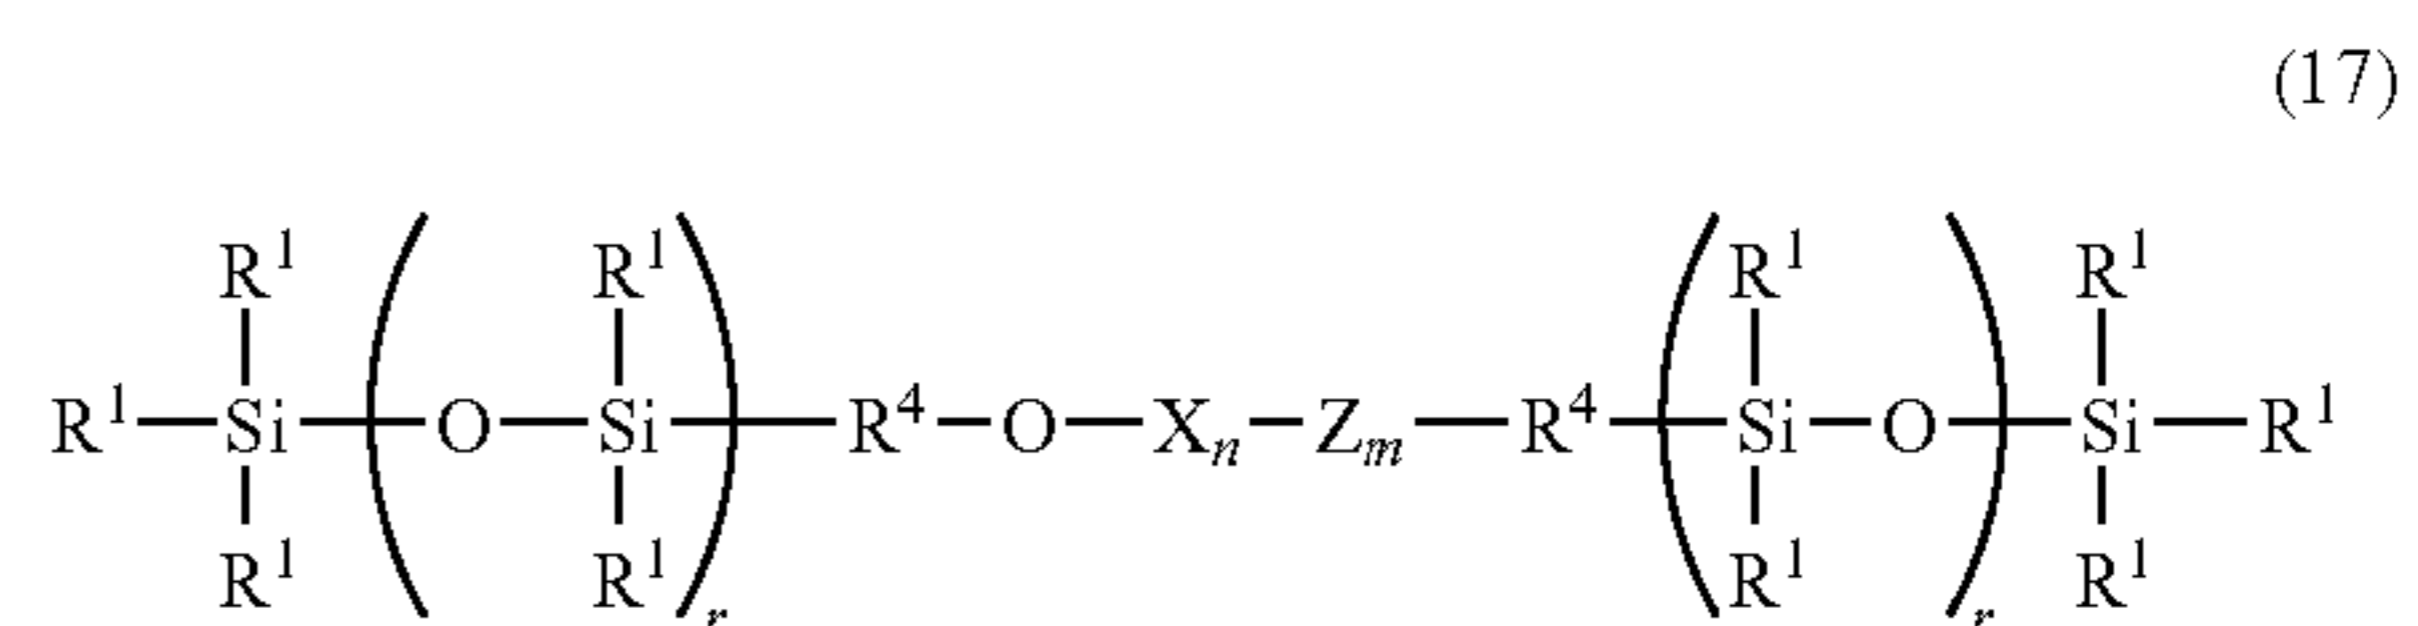 (17)
R¹ R¹ R¹ R¹
R¹—Si—(O—Si)—R⁴—O—Xₙ—Zₘ—R⁴—(Si—O)—Si—R¹
R¹ R¹ R¹ R¹
r r